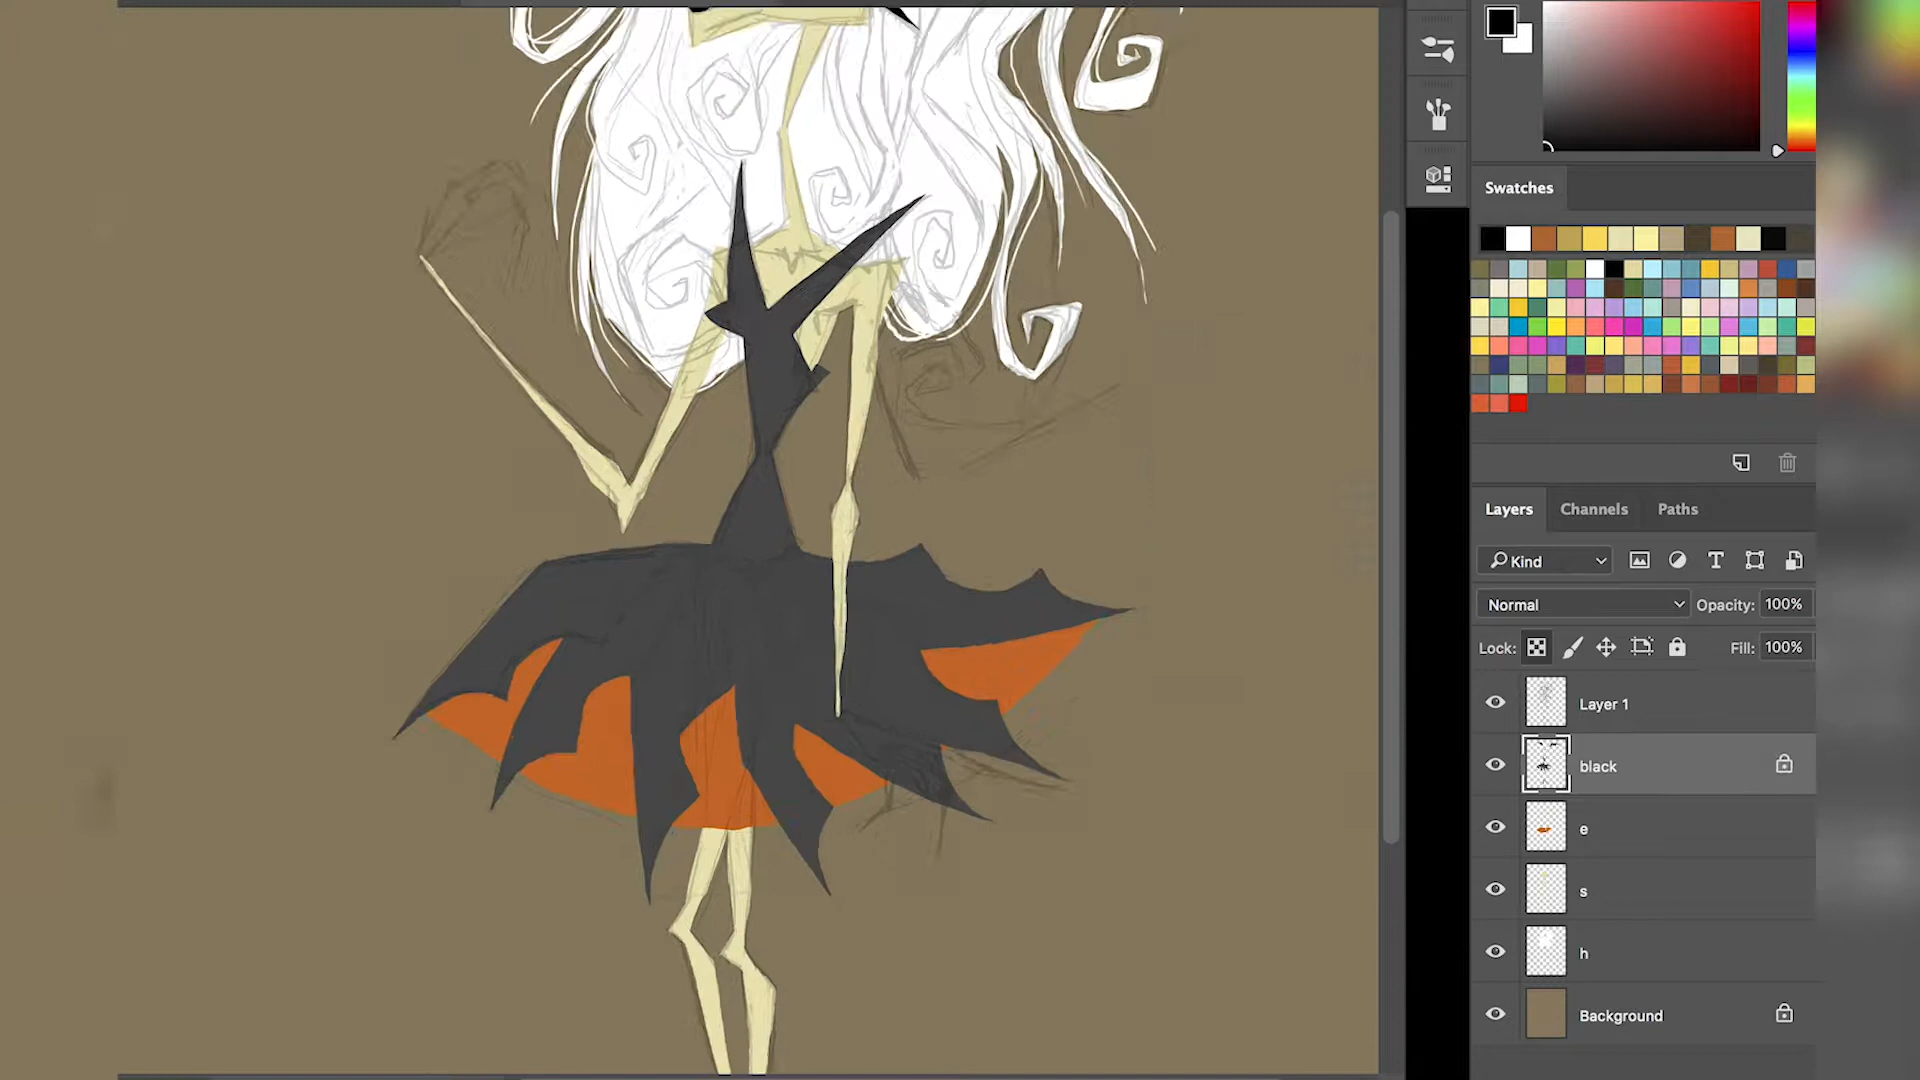 Swatches
Layers Channels Paths
Kind
Normal Opacity: 100%
Lock: Fill: 100%
Layer 1
black
e
s
h
Background